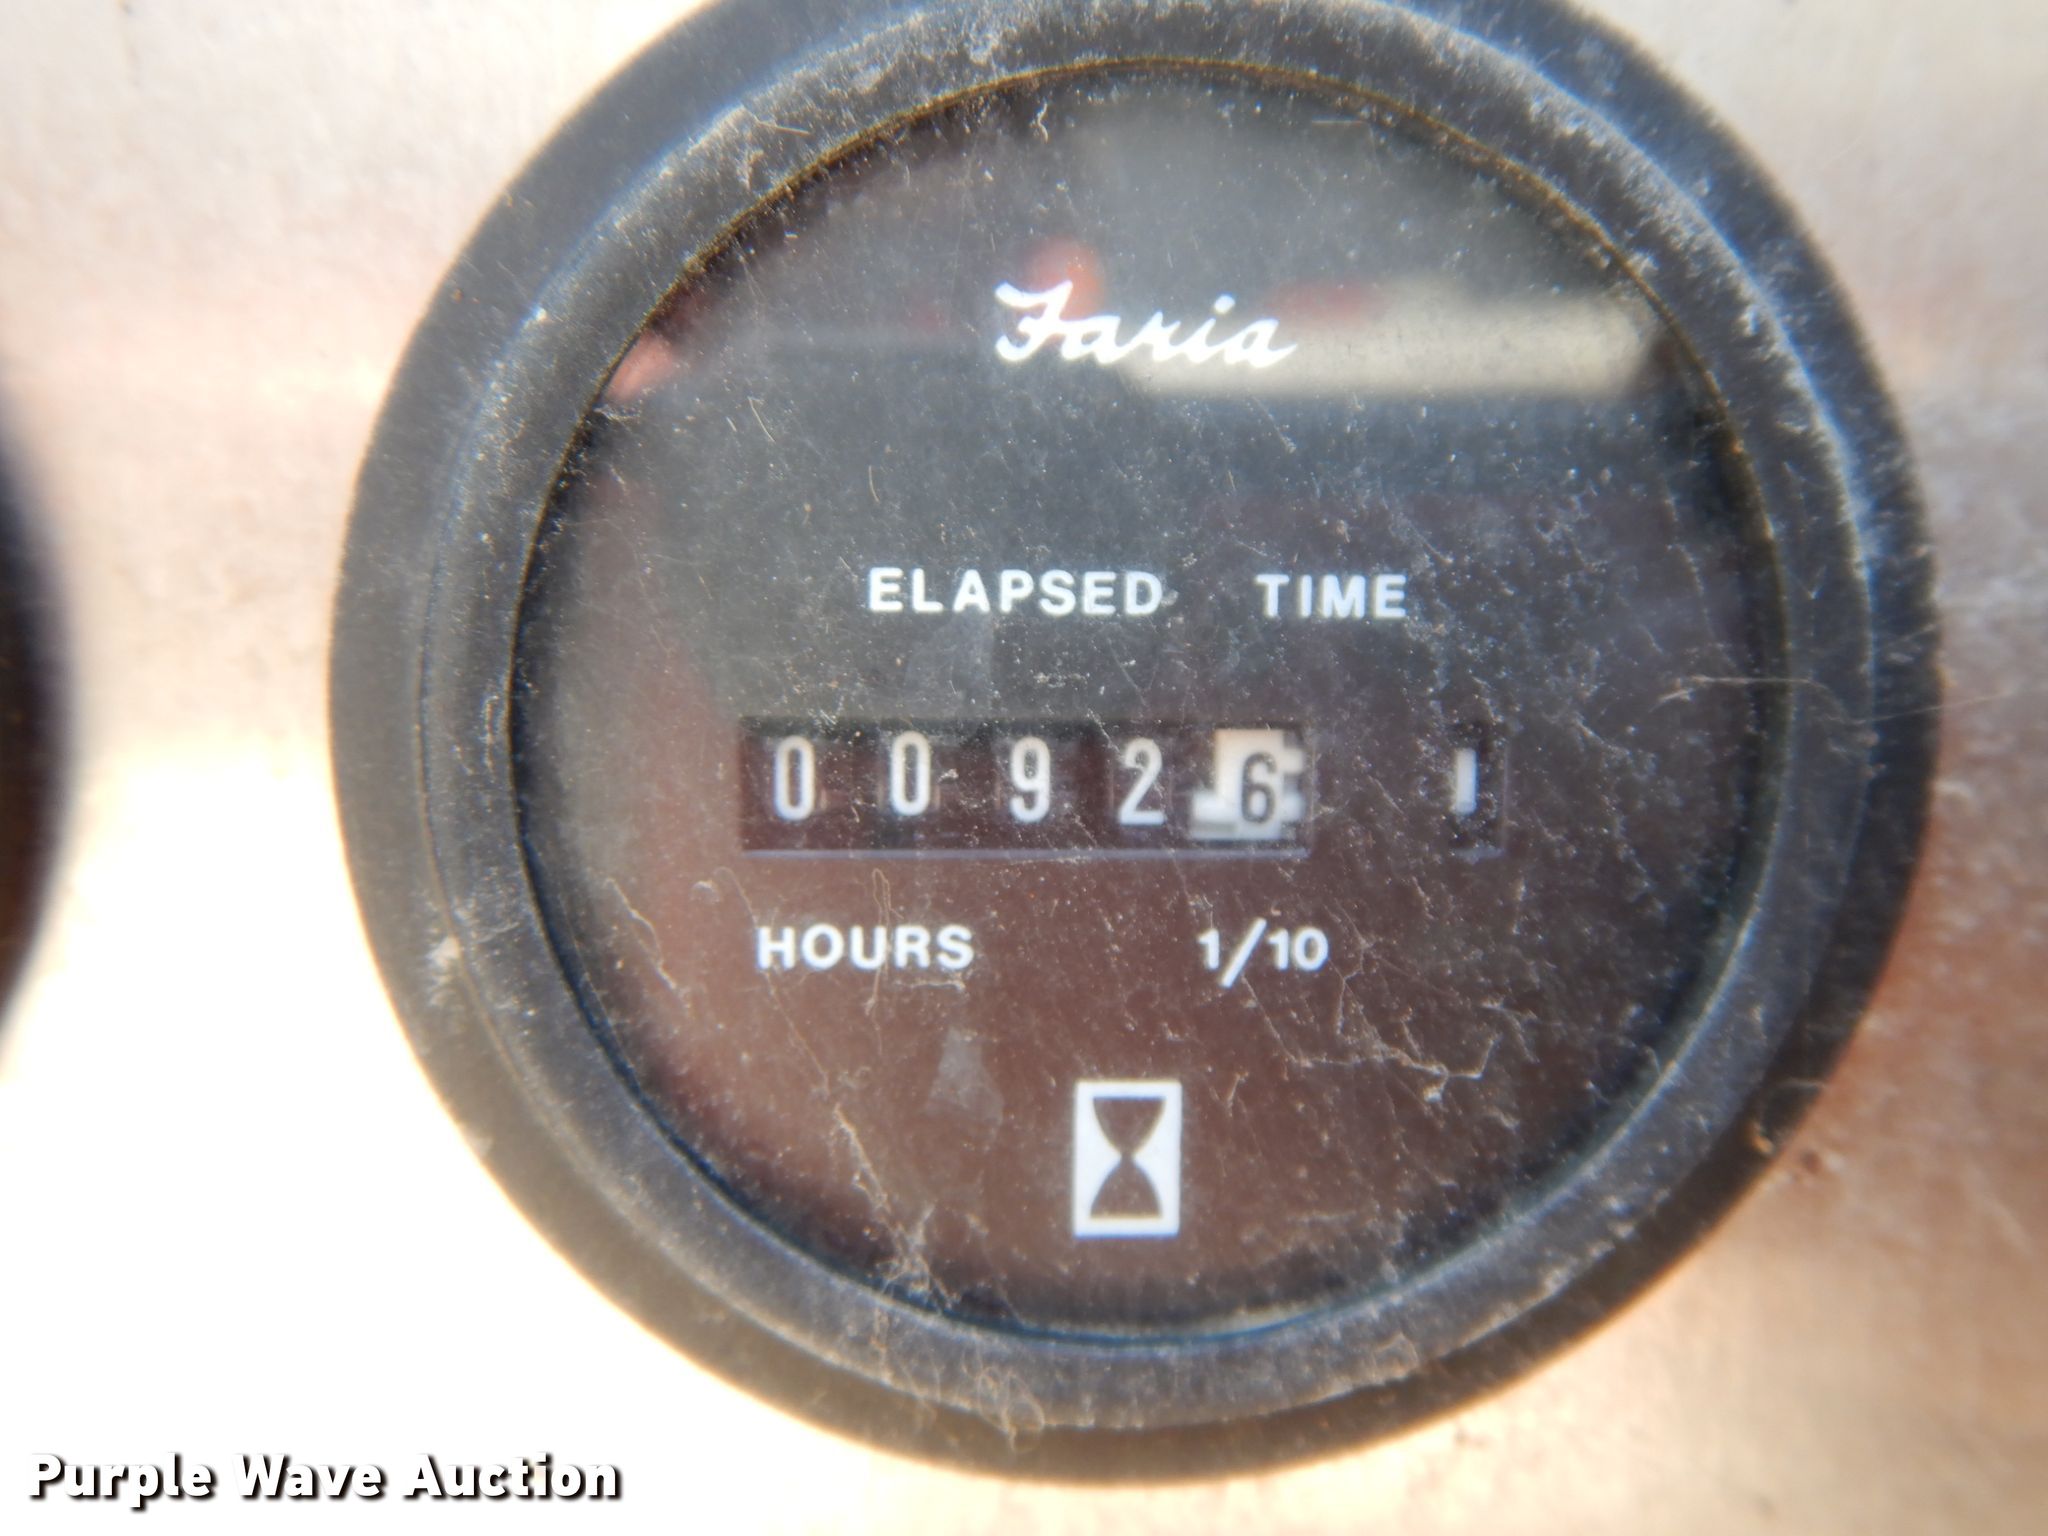 Faria
ELAPSED TIME
0 0 9 2 6
HOURS 1/10
Purple Wave Auction